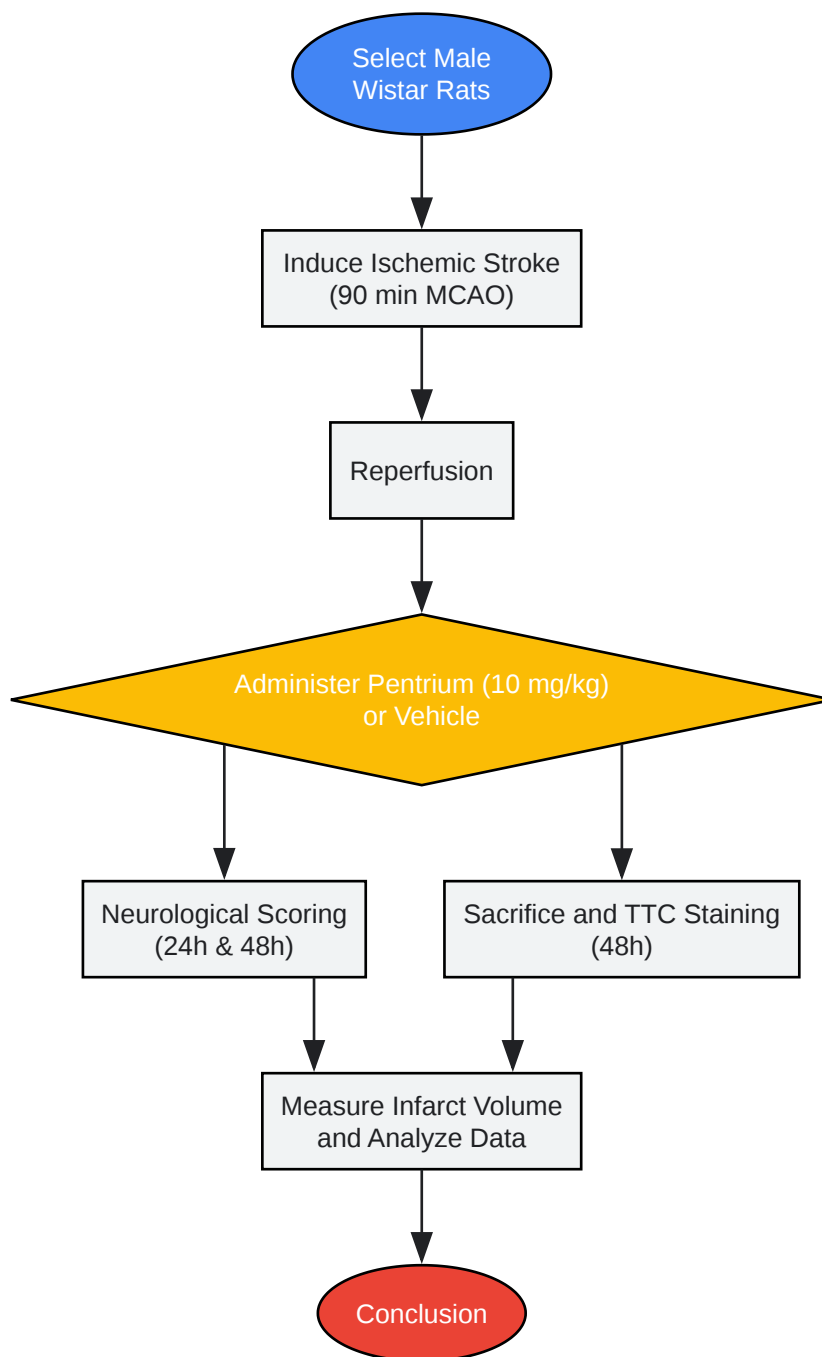 Select Male
Wistar Rats
Induce Ischemic Stroke
(90 min MCAO)
Reperfusion
Administer Pentrium (10 mg/kg)
or Vehicle
Neurological Scoring
(24h & 48h)
Sacrifice and TTC Staining
(48h)
Measure Infarct Volume
and Analyze Data
Conclusion